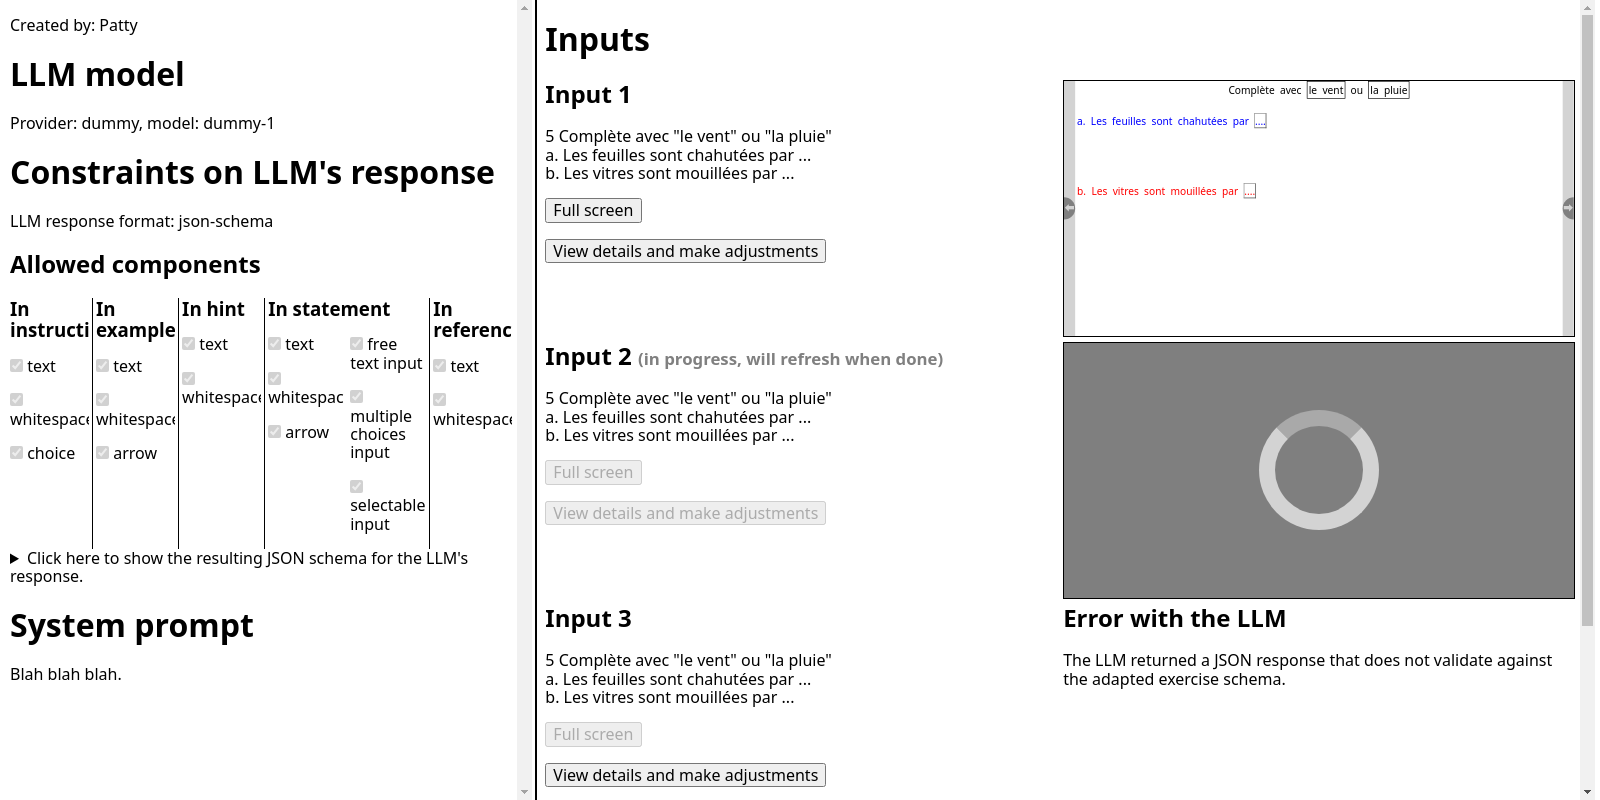 Created by: Patty
LLM model
Provider: dummy, model: dummy-1
Constraints on LLM's response
LLM response format: json-schema
Allowed components
In
instructi
text
whitespace
choice
In
example
text
whitespace
arrow
In hint
text
whitespace
In statement
text
whitespac
arrow
free
text input
multiple
choices
input
selectable
input
In
referenc
text
whitespace
Click here to show the resulting JSON schema for the LLM's
response.
System prompt
Blah blah blah.
Inputs
Input 1
5 Complète avec "le vent" ou "la pluie"
a. Les feuilles sont chahutées par ...
b. Les vitres sont mouillées par ...
Full screen
View details and make adjustments
Complète avec le vent ou la pluie
a. Les feuilles sont chahutées par ....
b. Les vitres sont mouillées par ....
Input 2 (in progress, will refresh when done)
5 Complète avec "le vent" ou "la pluie"
a. Les feuilles sont chahutées par ...
b. Les vitres sont mouillées par ...
Full screen
View details and make adjustments
Input 3
5 Complète avec "le vent" ou "la pluie"
a. Les feuilles sont chahutées par ...
b. Les vitres sont mouillées par ...
Full screen
View details and make adjustments
Error with the LLM
The LLM returned a JSON response that does not validate against
the adapted exercise schema.